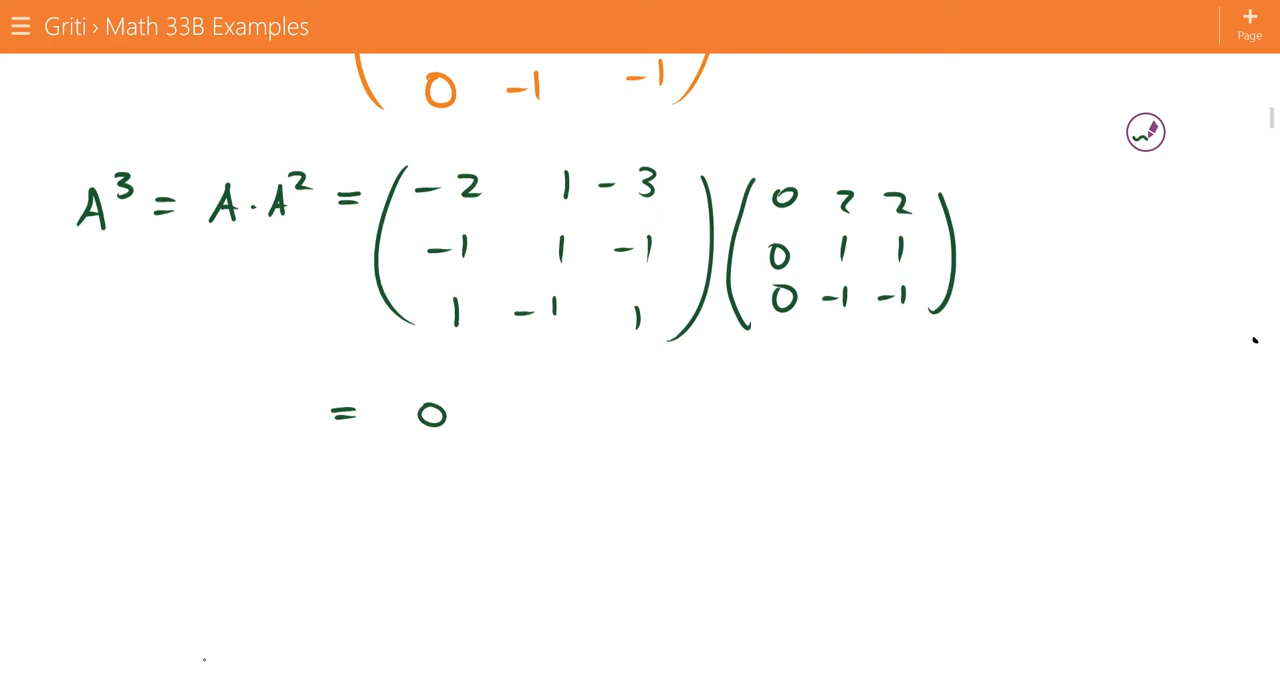 Griti › Math 33B Examples
+
Page
0 -1 -1
A³ = A · A² = ( -2 1 -3 ) ( 0 2 2 )
( -1 1 -1 ) ( 0 1 1 )
( 1 -1 1 ) ( 0 -1 -1 )
= 0